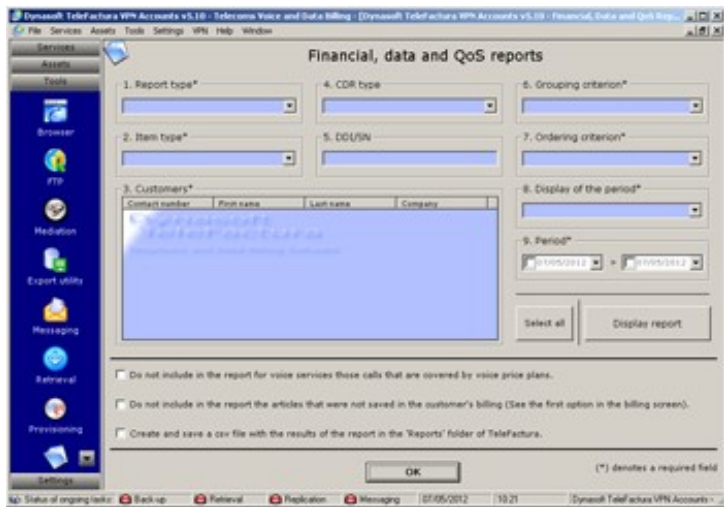 Dynasoft TeleFactura VPN Accounts v5.10 - Telecoms Voice and Data Billing - [Dynasoft TeleFactura VPN Accounts v5.10 - Financial, Data and QoS Rep...
File Services Assets Tools Settings VPN Help Window
Services
Assets
Tools
Browser
FTP
Mediation
Export utility
Messaging
Retrieval
Provisioning
Settings
Financial, data and QoS reports
1. Report type*
4. CDR type
6. Grouping criterion*
2. Item type*
5. DDI/SN
7. Ordering criterion*
3. Customers*
Contact number First name Last name Company
Dynasoft
TeleFactura
8. Display of the period*
9. Period*
07/05/2012 > 07/05/2012
Select all
Display report
Do not include in the report for voice services those calls that are covered by voice price plans.
Do not include in the report the articles that were not saved in the customer's billing (See the first option in the billing screen).
Create and save a csv file with the results of the report in the 'Reports' folder of TeleFactura.
OK
(*) denotes a required field
Status of ongoing tasks: Back-up Retrieval Replication Messaging 07/05/2012 10:21 Dynasoft TeleFactura VPN Accounts -